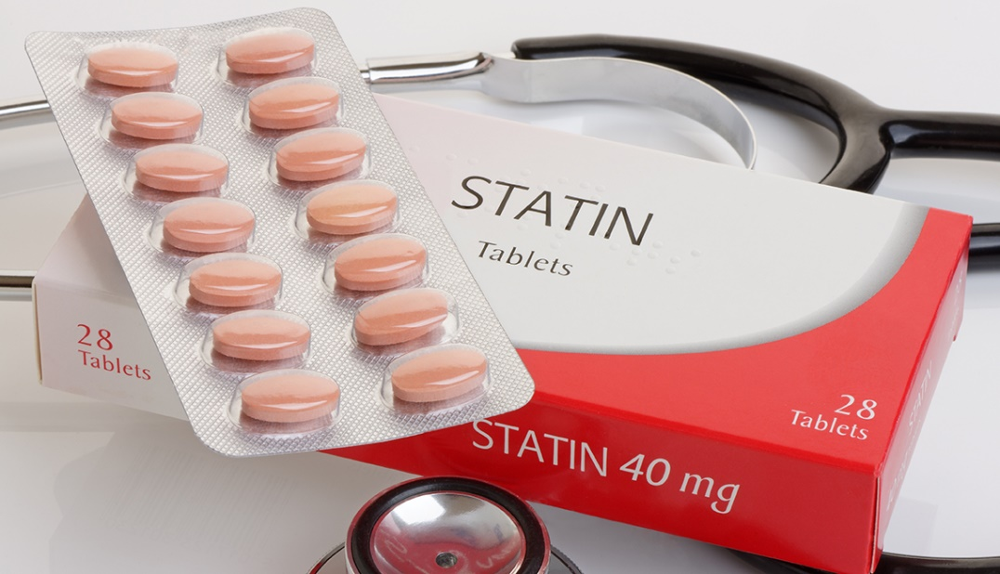 STATIN
Tablets
28
Tablets
28
Tablets
STATIN 40 mg